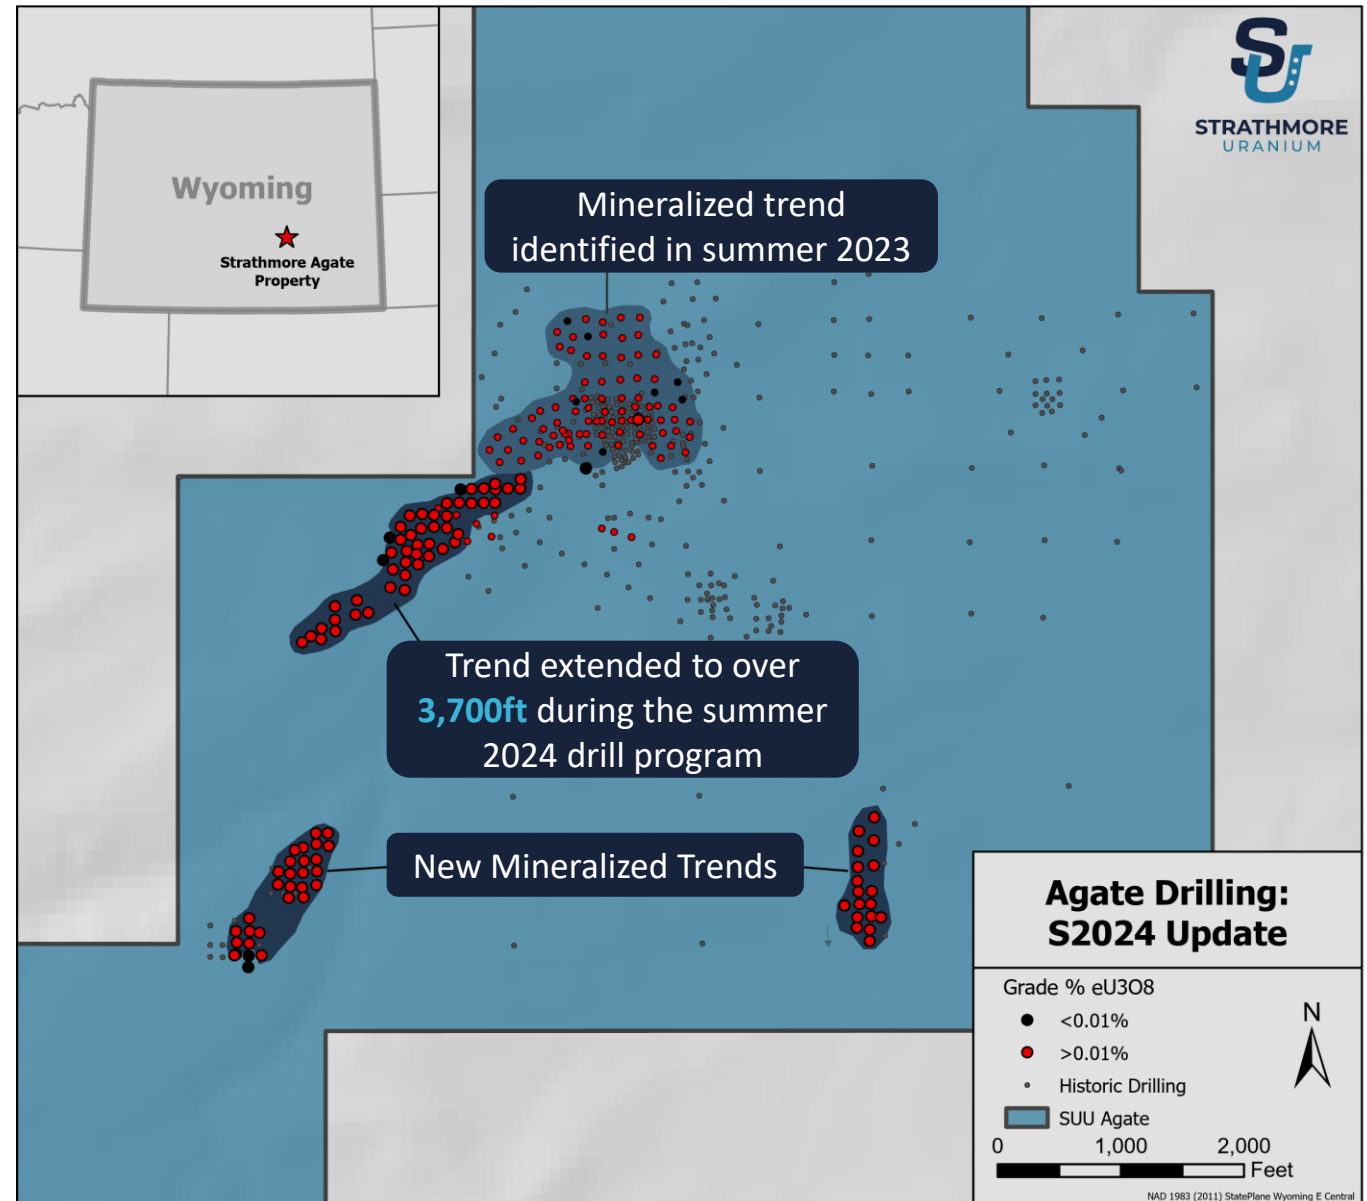 Wyoming
Strathmore Agate
Property
SU
STRATHMORE
URANIUM
Mineralized trend
identified in summer 2023
Trend extended to over
3,700ft during the summer
2024 drill program
New Mineralized Trends
Agate Drilling:
S2024 Update
Grade % eU3O8
<0.01%
>0.01%
Historic Drilling
SUU Agate
N
0 1,000 2,000
Feet
NAD 1983 (2011) StatePlane Wyoming E Central